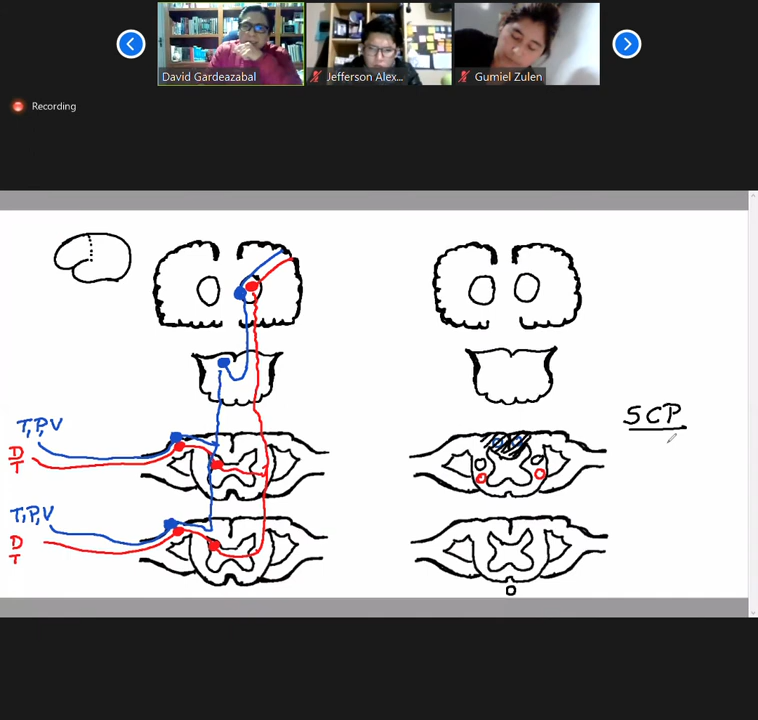 David Gardeazabal
Jefferson Alex...
Gumiel Zulen
Recording
SCP
T,P,V
D
T
T,P,V
D
T